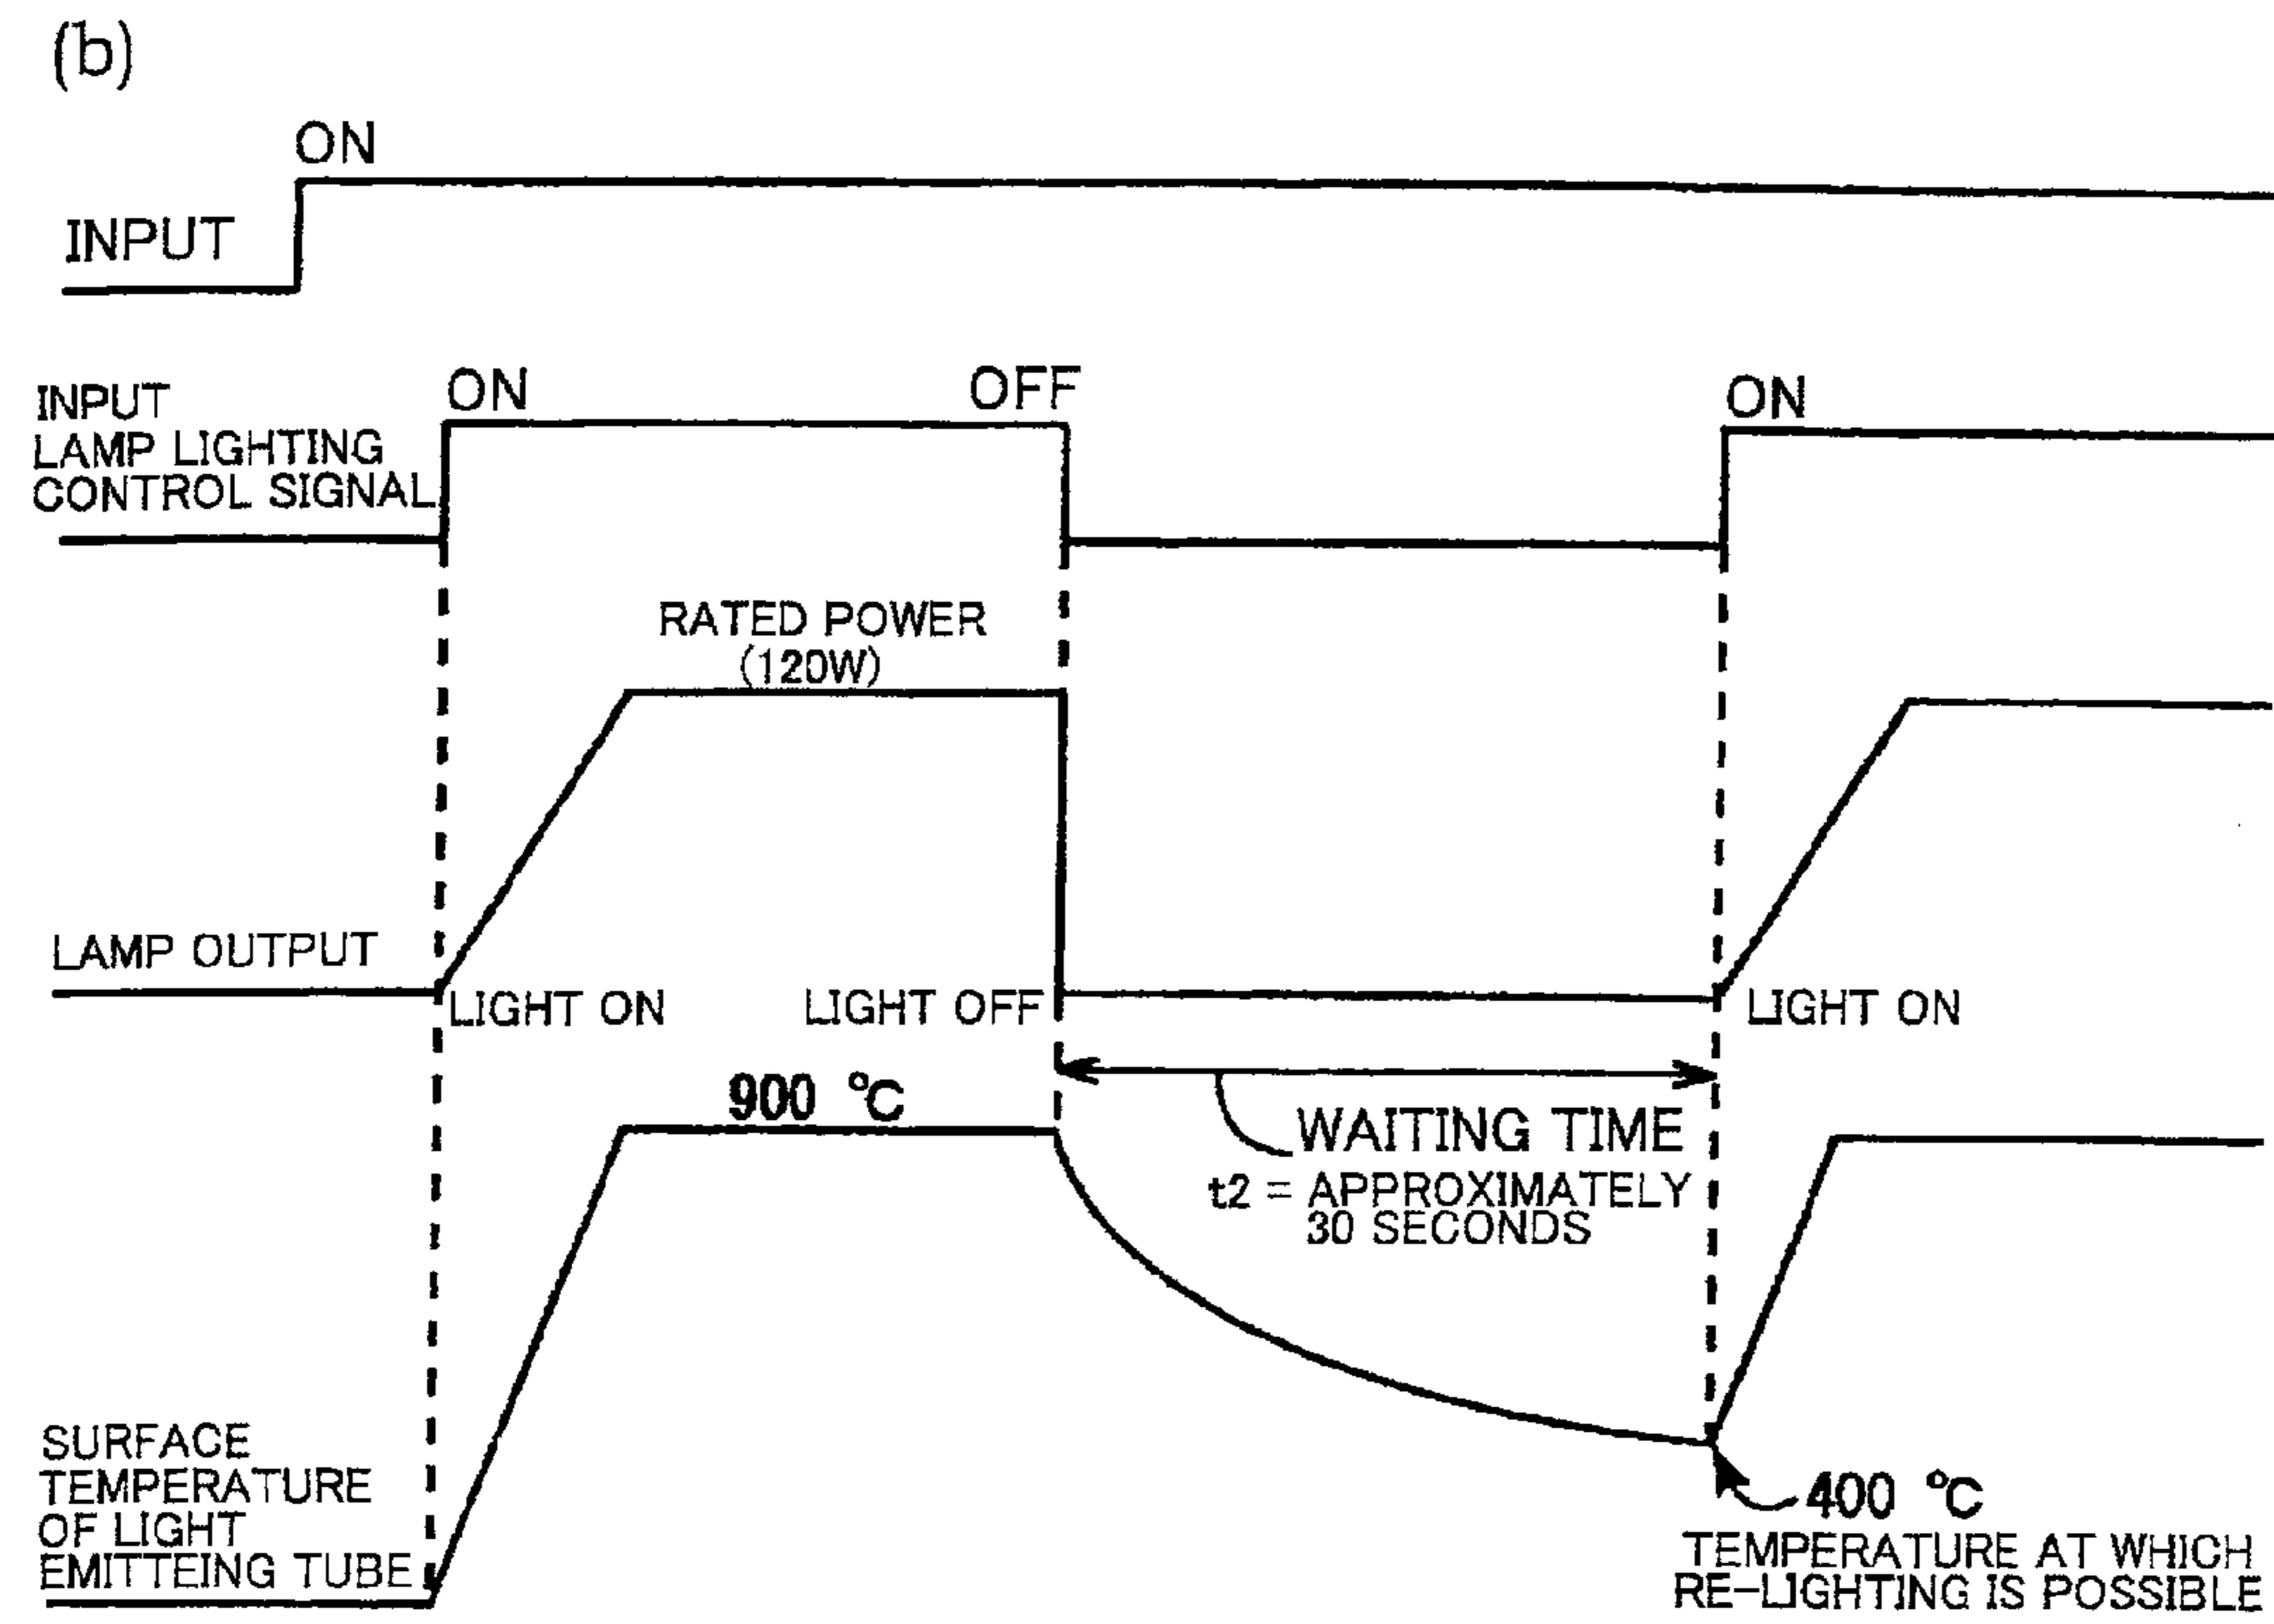 (b)
ON
INPUT
ON
OFF
ON
INPUT
LAMP LIGHTING
CONTROL SIGNAL
RATED POWER
(120W)
LAMP OUTPUT
LIGHT ON
LIGHT OFF
LIGHT ON
900 °C
WAITING TIME
t2 = APPROXIMATELY
30 SECONDS
SURFACE
TEMPERATURE
OF LIGHT
EMITTEING TUBE
400 °C
TEMPERATURE AT WHICH
RE-LIGHTING IS POSSIBLE